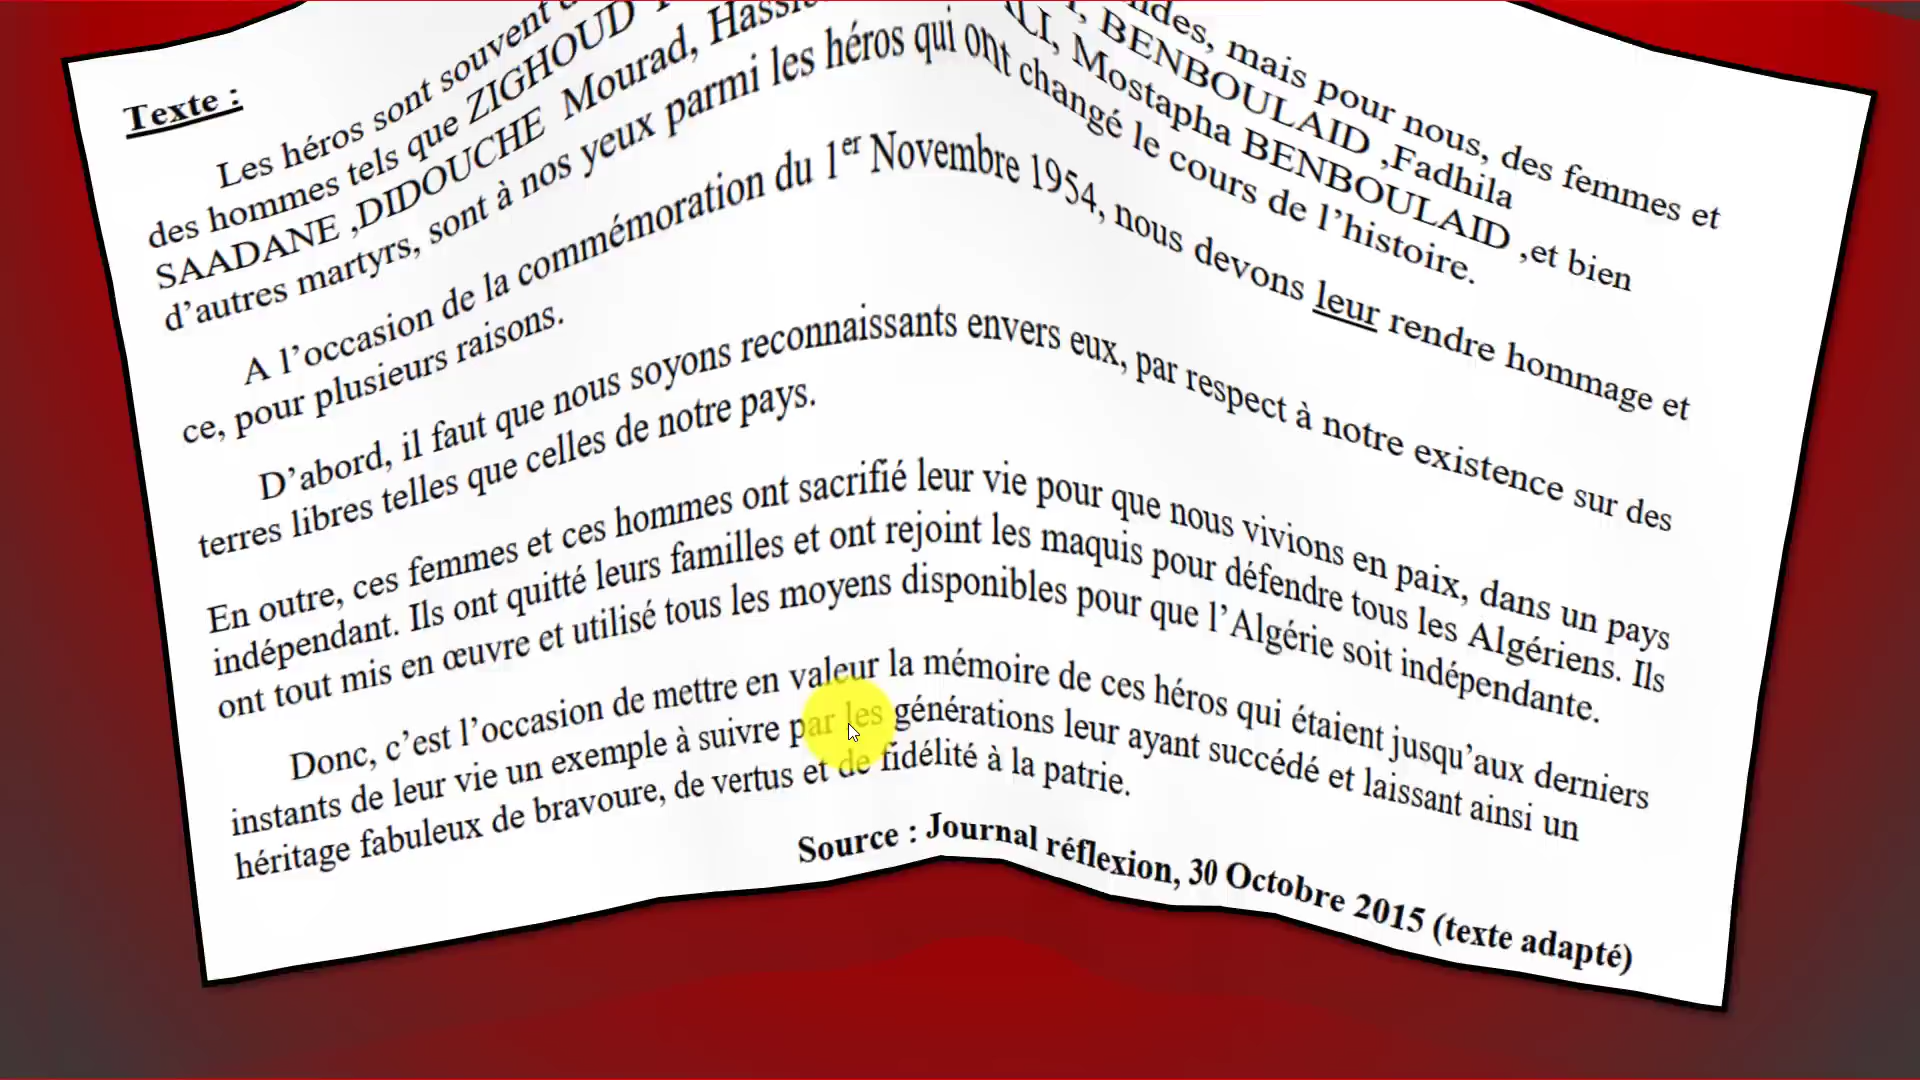 Texte :
Les héros sont souvent des, mais pour nous, des femmes et
des hommes tels que ZIGHOUD , BENBOULAID ,Fadhila
SAADANE ,DIDOUCHE Mourad, LI, Mostapha BENBOULAID ,et bien
d’autres martyrs, sont à nos yeux parmi les héros qui ont changé le cours de l’histoire.
A l’occasion de la commémoration du 1er Novembre 1954, nous devons leur rendre hommage et
ce, pour plusieurs raisons.
D’abord, il faut que nous soyons reconnaissants envers eux, par respect à notre existence sur des
terres libres telles que celles de notre pays.
En outre, ces femmes et ces hommes ont sacrifié leur vie pour que nous vivions en paix, dans un pays
indépendant. Ils ont quitté leurs familles et ont rejoint les maquis pour défendre tous les Algériens. Ils
ont tout mis en œuvre et utilisé tous les moyens disponibles pour que l’Algérie soit indépendante.
Donc, c’est l’occasion de mettre en valeur la mémoire de ces héros qui étaient jusqu’aux derniers
instants de leur vie un exemple à suivre par les générations leur ayant succédé et laissant ainsi un
héritage fabuleux de bravoure, de vertus et de fidélité à la patrie.
Source : Journal réflexion, 30 Octobre 2015 (texte adapté)